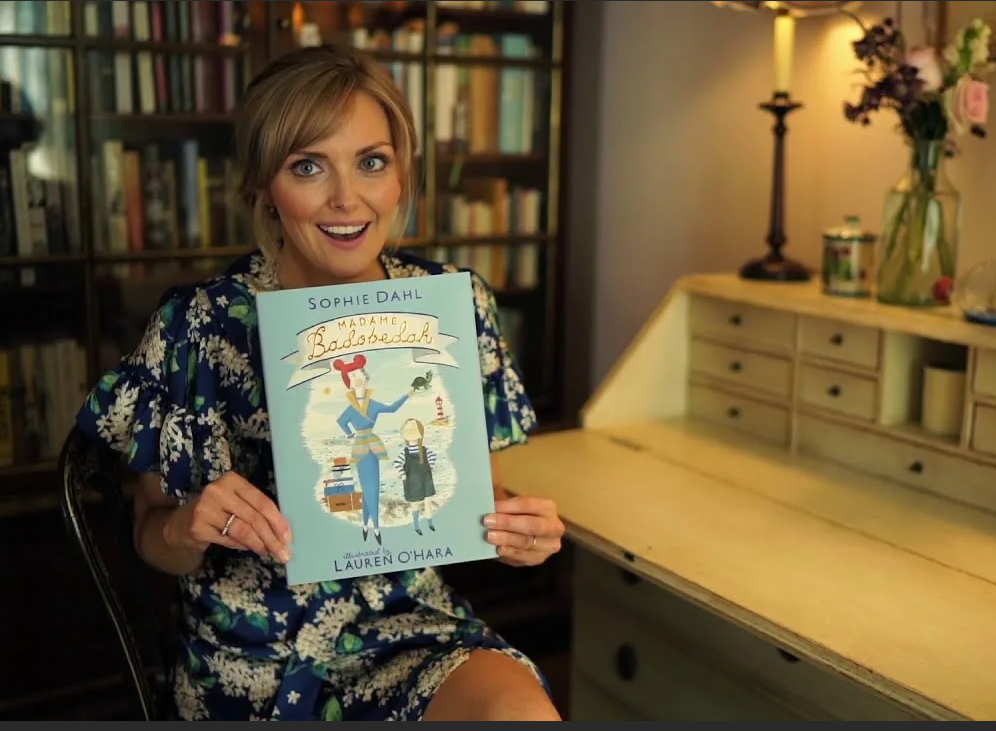 SOPHIE DAHL
MADAME
Badobedah
illustrated by
LAUREN O'HARA